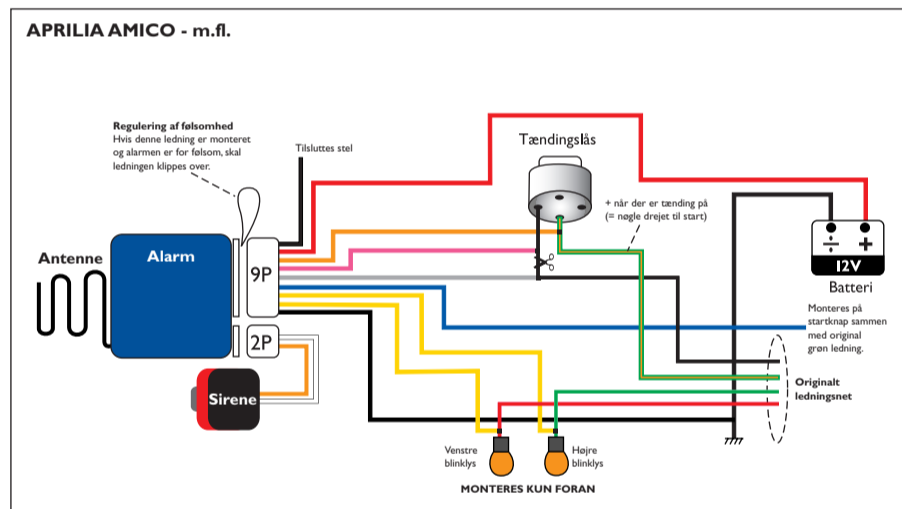 APRILIA AMICO - m.fl.
Regulering af følsomhed
Hvis denne ledning er monteret
og alarmen er for følsom, skal
ledningen klippes over.
Tilsluttes stel
Tændingslås
+ når der er tænding på
(= nøgle drejet til start)
Antenne
Alarm
9P
2P
Sirene
÷ +
12V
Batteri
Monteres på
startknap sammen
med original
grøn ledning.
Originalt
ledningsnet
Venstre
blinklys
Højre
blinklys
MONTERES KUN FORAN